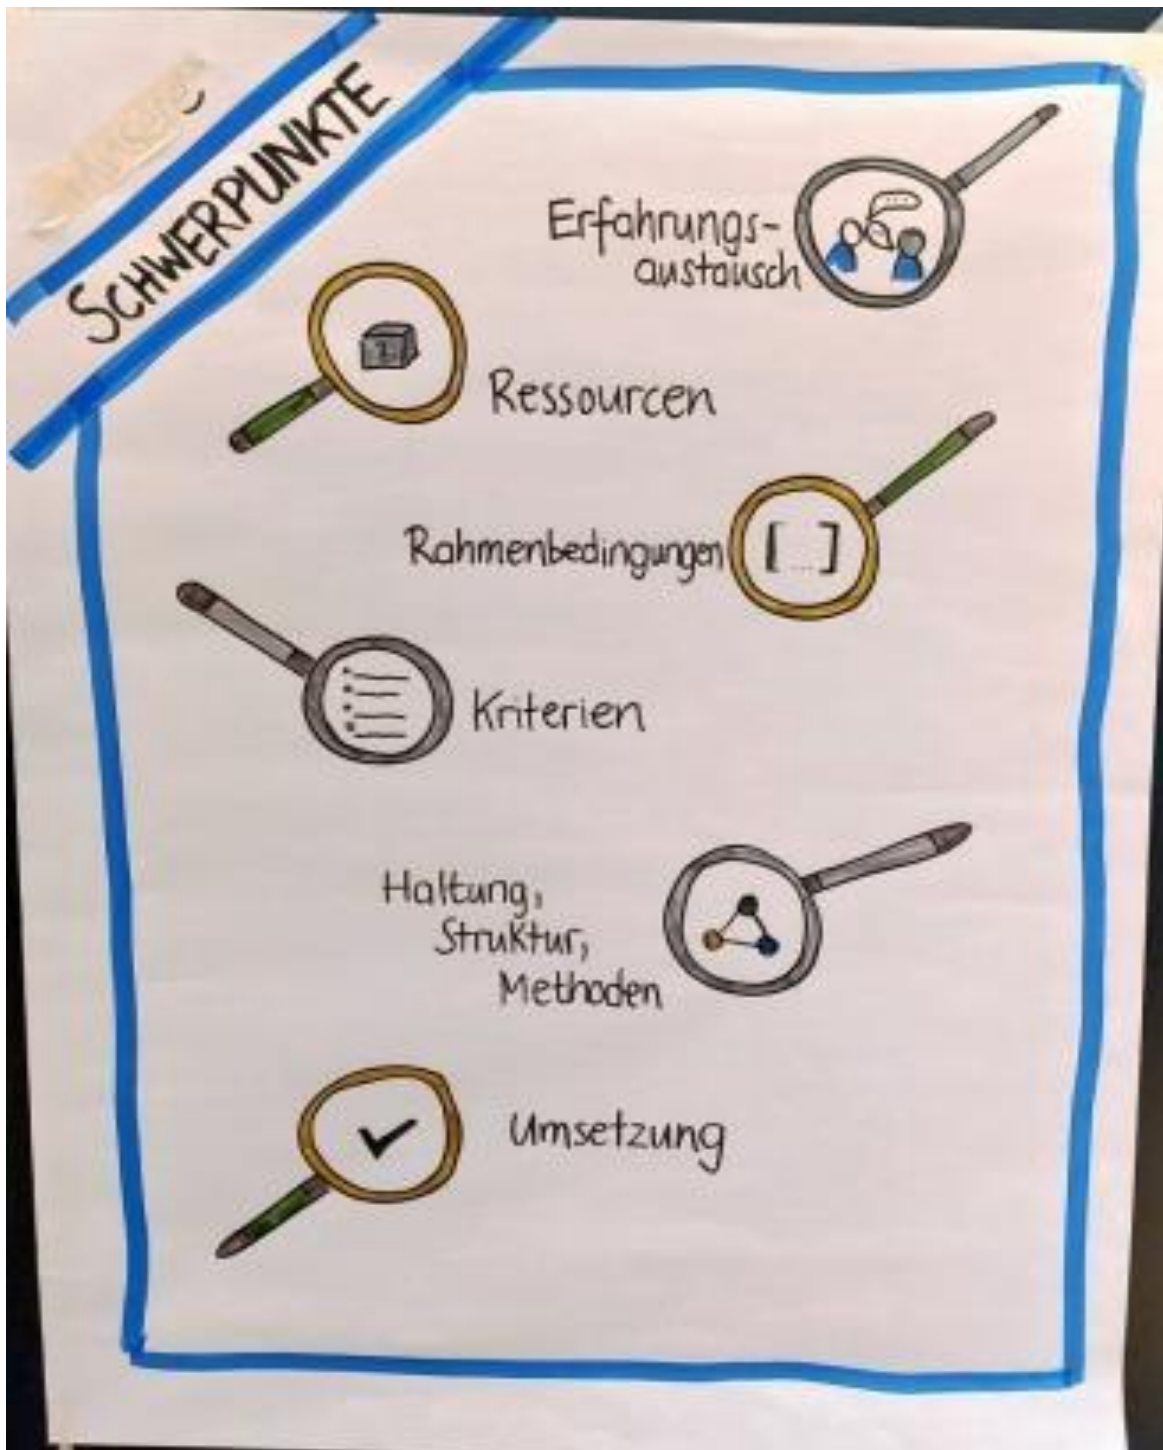 SCHWERPUNKTE
Erfahrungs-
austausch
Ressourcen
Rahmenbedingungen
[...]
Kriterien
Haltung,
Struktur,
Methoden
Umsetzung